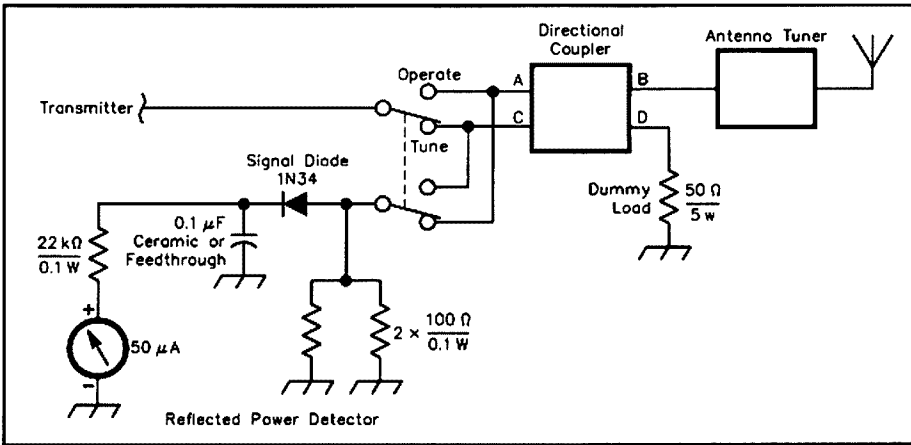 Directional
Coupler
Antenno Tuner
Operate
A
B
Transmitter
C
D
Tune
Signal Diode
1N34
Dummy
Load
50 Ω
5 w
22 kΩ
0.1 W
0.1 µF
Ceramic or
Feedthrough
+
50 µA
−
2 × 100 Ω
0.1 W
Reflected Power Detector